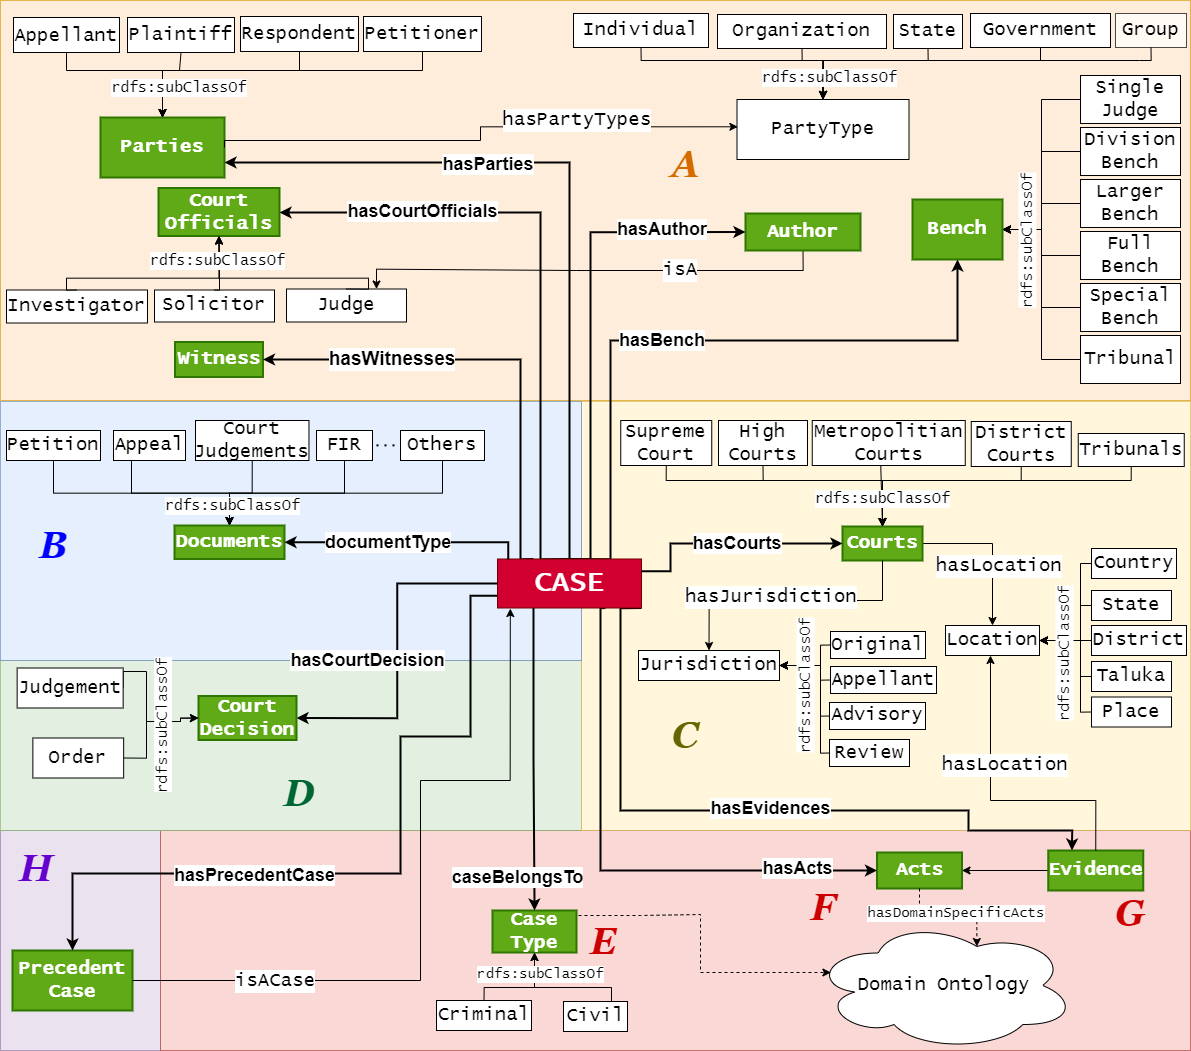 Appellant
Plaintiff
Respondent
Petitioner
rdfs:subClassOf
Parties
hasPartyTypes
hasParties
Individual
Organization
State
Government
Group
rdfs:subClassOf
PartyType
A
Single
Judge
Division
Bench
Larger
Bench
Full
Bench
Special
Bench
Tribunal
rdfs:subClassOf
Bench
Court
Officials
hasCourtOfficials
rdfs:subClassOf
Investigator
Solicitor
Judge
hasAuthor
Author
isA
hasBench
Witness
hasWitnesses
Petition
Appeal
Court
Judgements
FIR
...
Others
rdfs:subClassOf
B
Documents
documentType
CASE
Supreme
Court
High
Courts
Metropolitian
Courts
District
Courts
Tribunals
rdfs:subClassOf
hasCourts
Courts
hasLocation
hasJurisdiction
Jurisdiction
rdfs:subClassOf
Original
Appellant
Advisory
Review
Location
rdfs:subClassOf
Country
State
District
Taluka
Place
C
hasLocation
hasEvidences
hasCourtDecision
Judgement
Order
rdfs:subClassOf
Court
Decision
D
H
hasPrecedentCase
Precedent
Case
isACase
caseBelongsTo
Case
Type
E
rdfs:subClassOf
Criminal
Civil
hasActs
Acts
F
Evidence
G
hasDomainSpecificActs
Domain Ontology